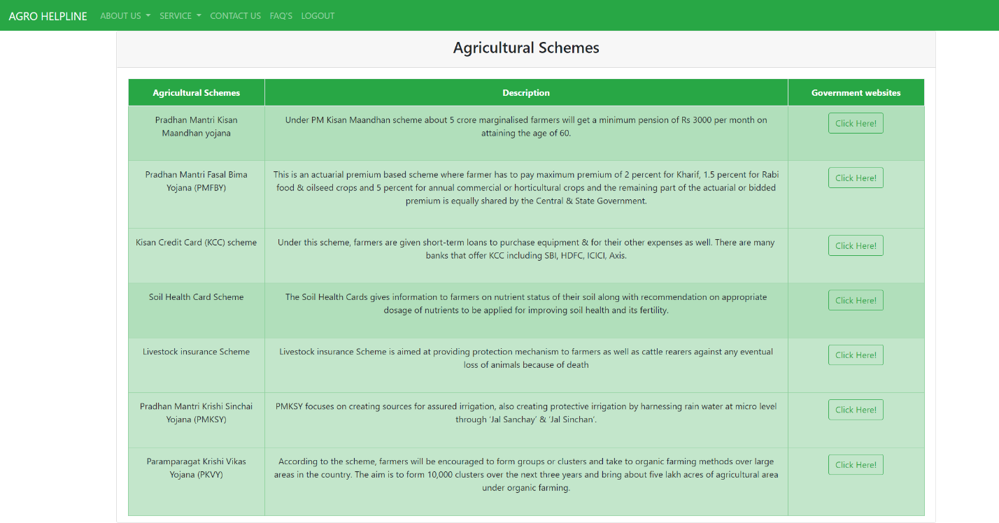 AGRO HELPLINE ABOUT US SERVICE CONTACT US FAQ'S LOGOUT
Agricultural Schemes
Agricultural Schemes Description Government websites
Pradhan Mantri Kisan
Maandhan yojana
Under PM Kisan Maandhan scheme about 5 crore marginalised farmers will get a minimum pension of Rs 3000 per month on
attaining the age of 60.
Click Here!
Pradhan Mantri Fasal Bima
Yojana (PMFBY)
This is an actuarial premium based scheme where farmer has to pay maximum premium of 2 percent for Kharif, 1.5 percent for Rabi
food & oilseed crops and 5 percent for annual commercial or horticultural crops and the remaining part of the actuarial or bidded
premium is equally shared by the Central & State Government.
Click Here!
Kisan Credit Card (KCC) scheme
Under this scheme, farmers are given short-term loans to purchase equipment & for their other expenses as well. There are many
banks that offer KCC including SBI, HDFC, ICICI, Axis.
Click Here!
Soil Health Card Scheme
The Soil Health Cards gives information to farmers on nutrient status of their soil along with recommendation on appropriate
dosage of nutrients to be applied for improving soil health and its fertility.
Click Here!
Livestock insurance Scheme
Livestock insurance Scheme is aimed at providing protection mechanism to farmers as well as cattle rearers against any eventual
loss of animals because of death
Click Here!
Pradhan Mantri Krishi Sinchai
Yojana (PMKSY)
PMKSY focuses on creating sources for assured irrigation, also creating protective irrigation by harnessing rain water at micro level
through ‘Jal Sanchay’ & ‘Jal Sinchan’.
Click Here!
Paramparagat Krishi Vikas
Yojana (PKVY)
According to the scheme, farmers will be encouraged to form groups or clusters and take to organic farming methods over large
areas in the country. The aim is to form 10,000 clusters over the next three years and bring about five lakh acres of agricultural area
under organic farming.
Click Here!